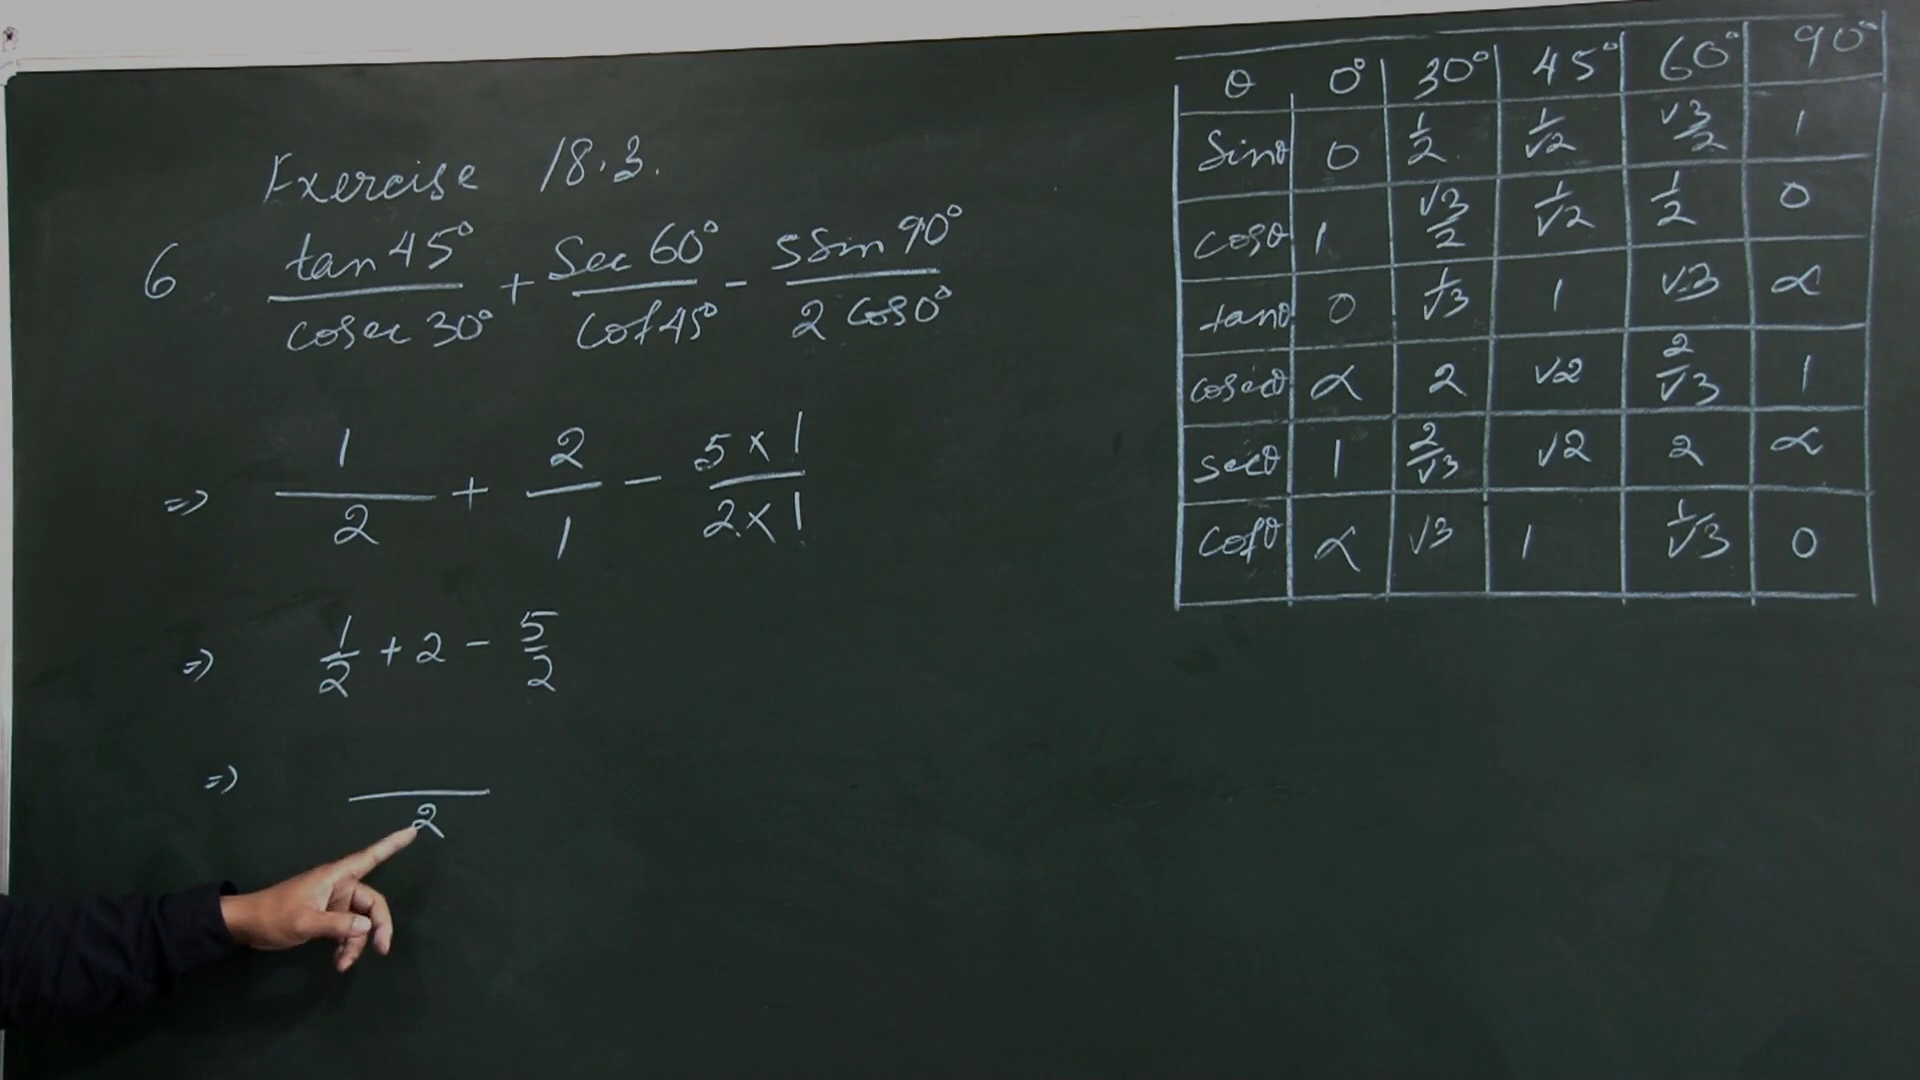 Exercise 18.3.
6 tan 45° / cosec 30° + Sec 60° / Cot 45° - 5 Sin 90° / 2 Cos 0°
=> 1/2 + 2/1 - 5 × 1 / 2 × 1
=> 1/2 + 2 - 5/2
=> /2
θ 0° 30° 45° 60° 90°
Sinθ 0 1/2 1/√2 √3/2 1
Cosθ 1 √3/2 1/√2 1/2 0
tanθ 0 1/√3 1 √3 α
Cosecθ α 2 √2 2/√3 1
Secθ 1 2/√3 √2 2 α
Cotθ α √3 1 1/√3 0